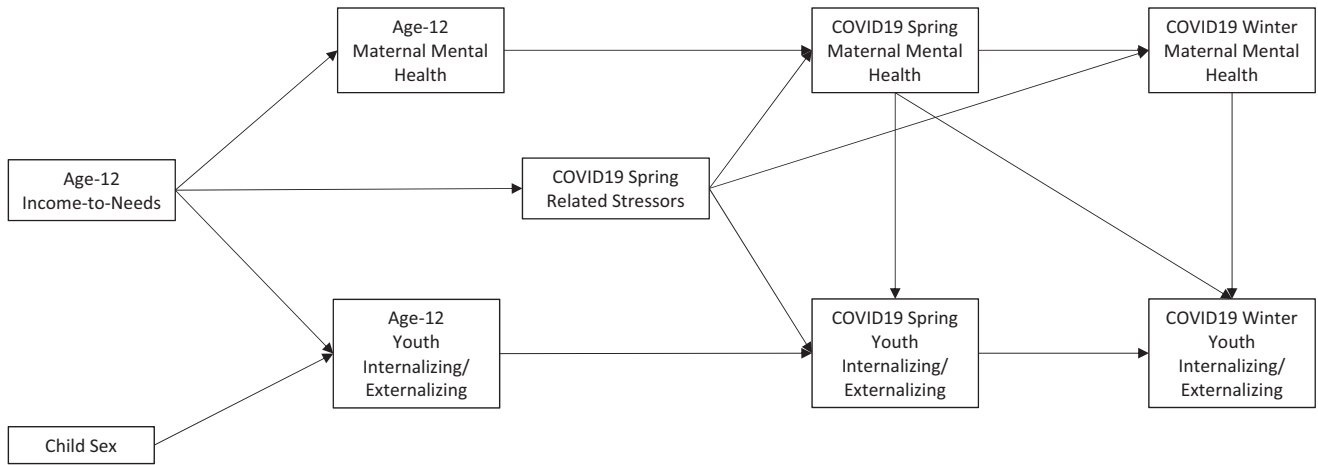 Age-12
Maternal Mental
Health
COVID19 Spring
Maternal Mental
Health
COVID19 Winter
Maternal Mental
Health
Age-12
Income-to-Needs
COVID19 Spring
Related Stressors
Age-12
Youth
Internalizing/
Externalizing
COVID19 Spring
Youth
Internalizing/
Externalizing
COVID19 Winter
Youth
Internalizing/
Externalizing
Child Sex